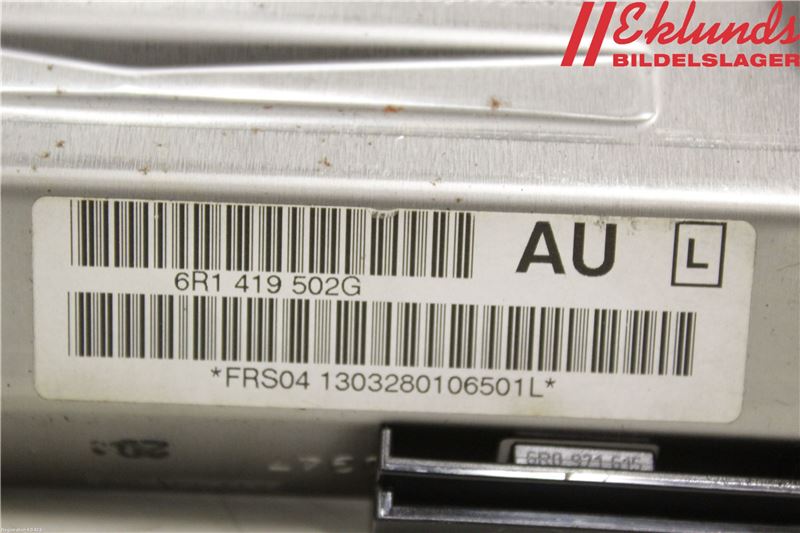 Eklunds
BILDELSLAGER
AU
L
6R1 419 502G
*FRS04 1303280106501L*
6R0 971 615